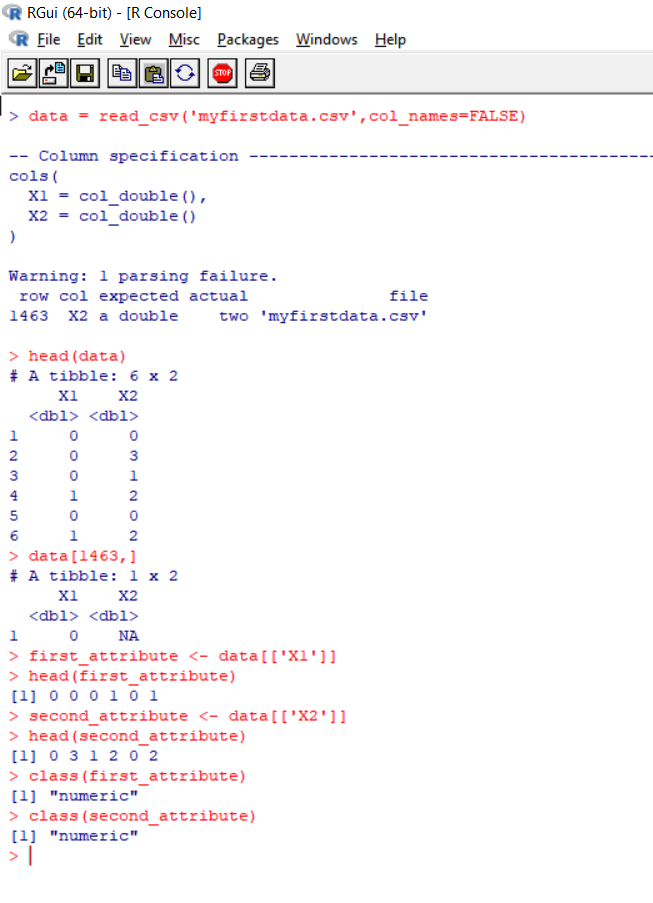 RGui (64-bit) - [R Console]
File Edit View Misc Packages Windows Help
STOP
> data = read_csv('myfirstdata.csv',col_names=FALSE)
-- Column specification ----------------------------------------
cols(
  X1 = col_double(),
  X2 = col_double()
)
Warning: 1 parsing failure.
 row col expected actual              file
1463  X2 a double    two 'myfirstdata.csv'
> head(data)
# A tibble: 6 x 2
     X1    X2
  <dbl> <dbl>
1     0     0
2     0     3
3     0     1
4     1     2
5     0     0
6     1     2
> data[1463,]
# A tibble: 1 x 2
     X1    X2
  <dbl> <dbl>
1     0    NA
> first_attribute <- data[['X1']]
> head(first_attribute)
[1] 0 0 0 1 0 1
> second_attribute <- data[['X2']]
> head(second_attribute)
[1] 0 3 1 2 0 2
> class(first_attribute)
[1] "numeric"
> class(second_attribute)
[1] "numeric"
>